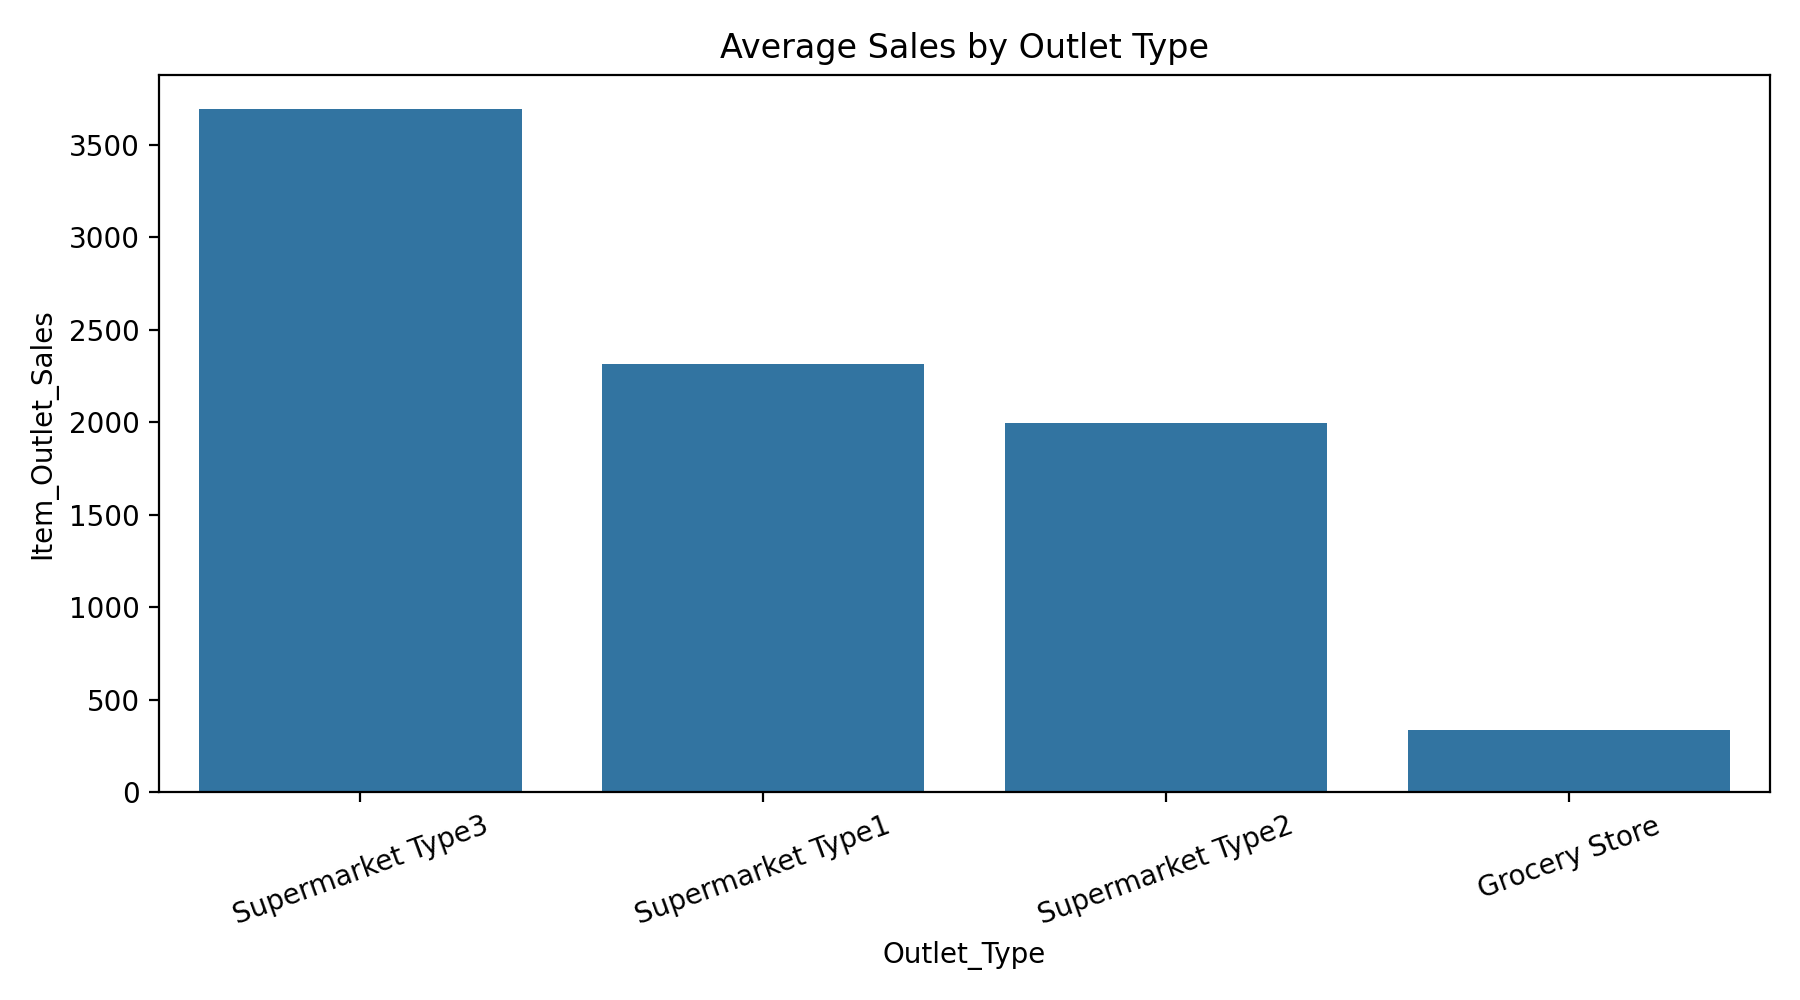 Average Sales by Outlet Type
Item_Outlet_Sales
3500
3000
2500
2000
1500
1000
500
0
Supermarket Type3
Supermarket Type1
Supermarket Type2
Grocery Store
Outlet_Type